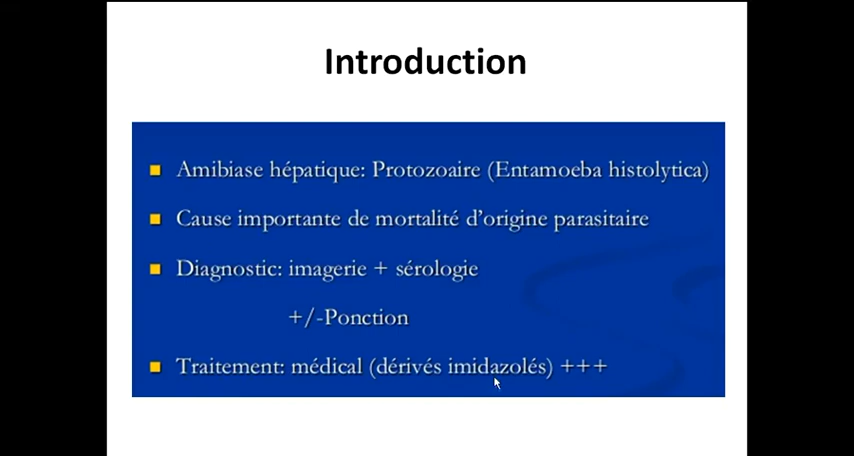 Introduction
Amibiase hépatique: Protozoaire (Entamoeba histolytica)
Cause importante de mortalité d'origine parasitaire
Diagnostic: imagerie + sérologie
+/-Ponction
Traitement: médical (dérivés imidazolés) +++